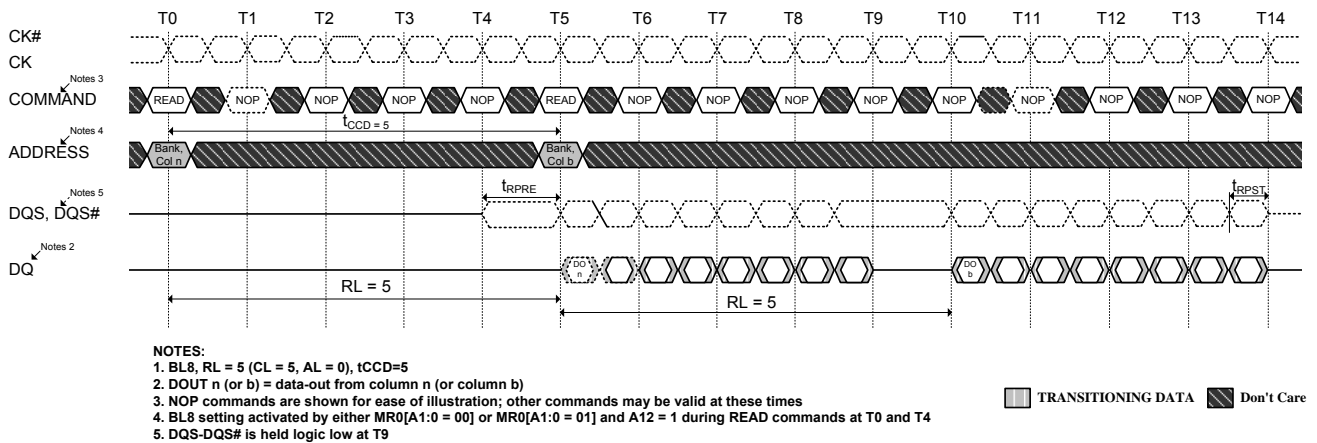 T0 T1 T2 T3 T4 T5 T6 T7 T8 T9 T10 T11 T12 T13 T14
CK#
CK
Notes 3
COMMAND READ NOP NOP NOP NOP READ NOP NOP NOP NOP NOP NOP NOP NOP
tCCD = 5
Notes 4
ADDRESS Bank, Col n Bank, Col b
Notes 5
tRPRE tRPST
DQS, DQS#
Notes 2
DQ DO n DO b
RL = 5 RL = 5
NOTES:
1. BL8, RL = 5 (CL = 5, AL = 0), tCCD=5
2. DOUT n (or b) = data-out from column n (or column b)
3. NOP commands are shown for ease of illustration; other commands may be valid at these times
4. BL8 setting activated by either MR0[A1:0 = 00] or MR0[A1:0 = 01] and A12 = 1 during READ commands at T0 and T4
5. DQS-DQS# is held logic low at T9
TRANSITIONING DATA Don't Care